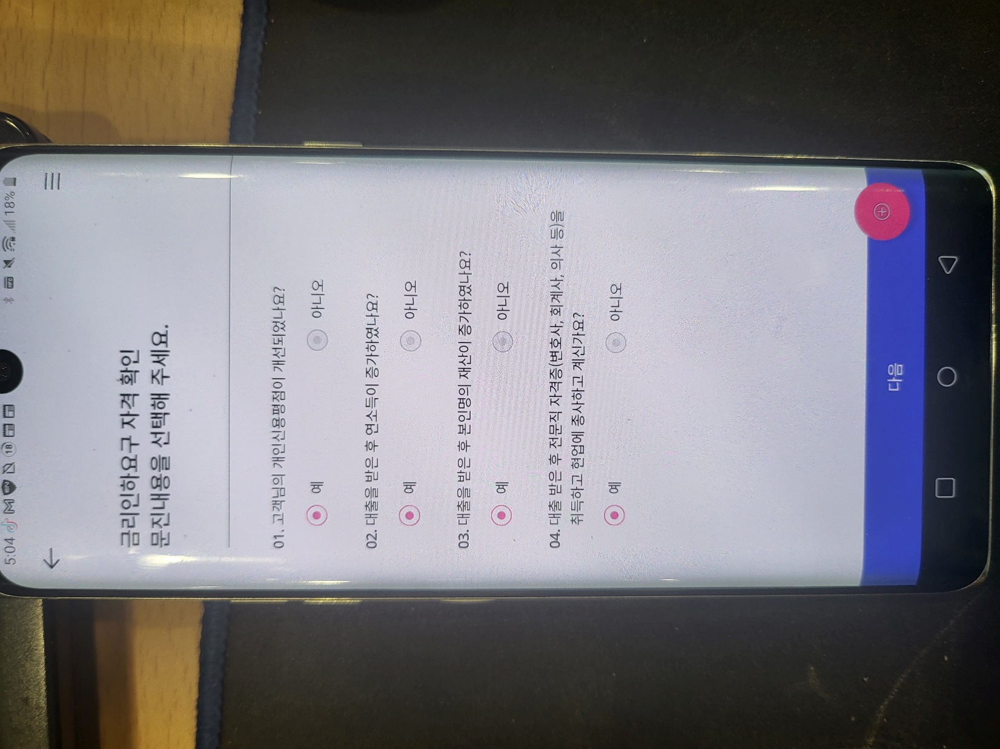 5:04 18 18%
금리인하요구 자격 확인
문진내용을 선택해 주세요.
01. 고객님의 개인신용평점이 개선되었나요?
예 아니오
02. 대출을 받은 후 연소득이 증가하였나요?
예 아니오
03. 대출을 받은 후 본인명의 재산이 증가하였나요?
예 아니오
04. 대출 받은 후 전문직 자격증(변호사, 회계사, 의사 등)을
취득하고 현업에 종사하고 계신가요?
예 아니오
다음